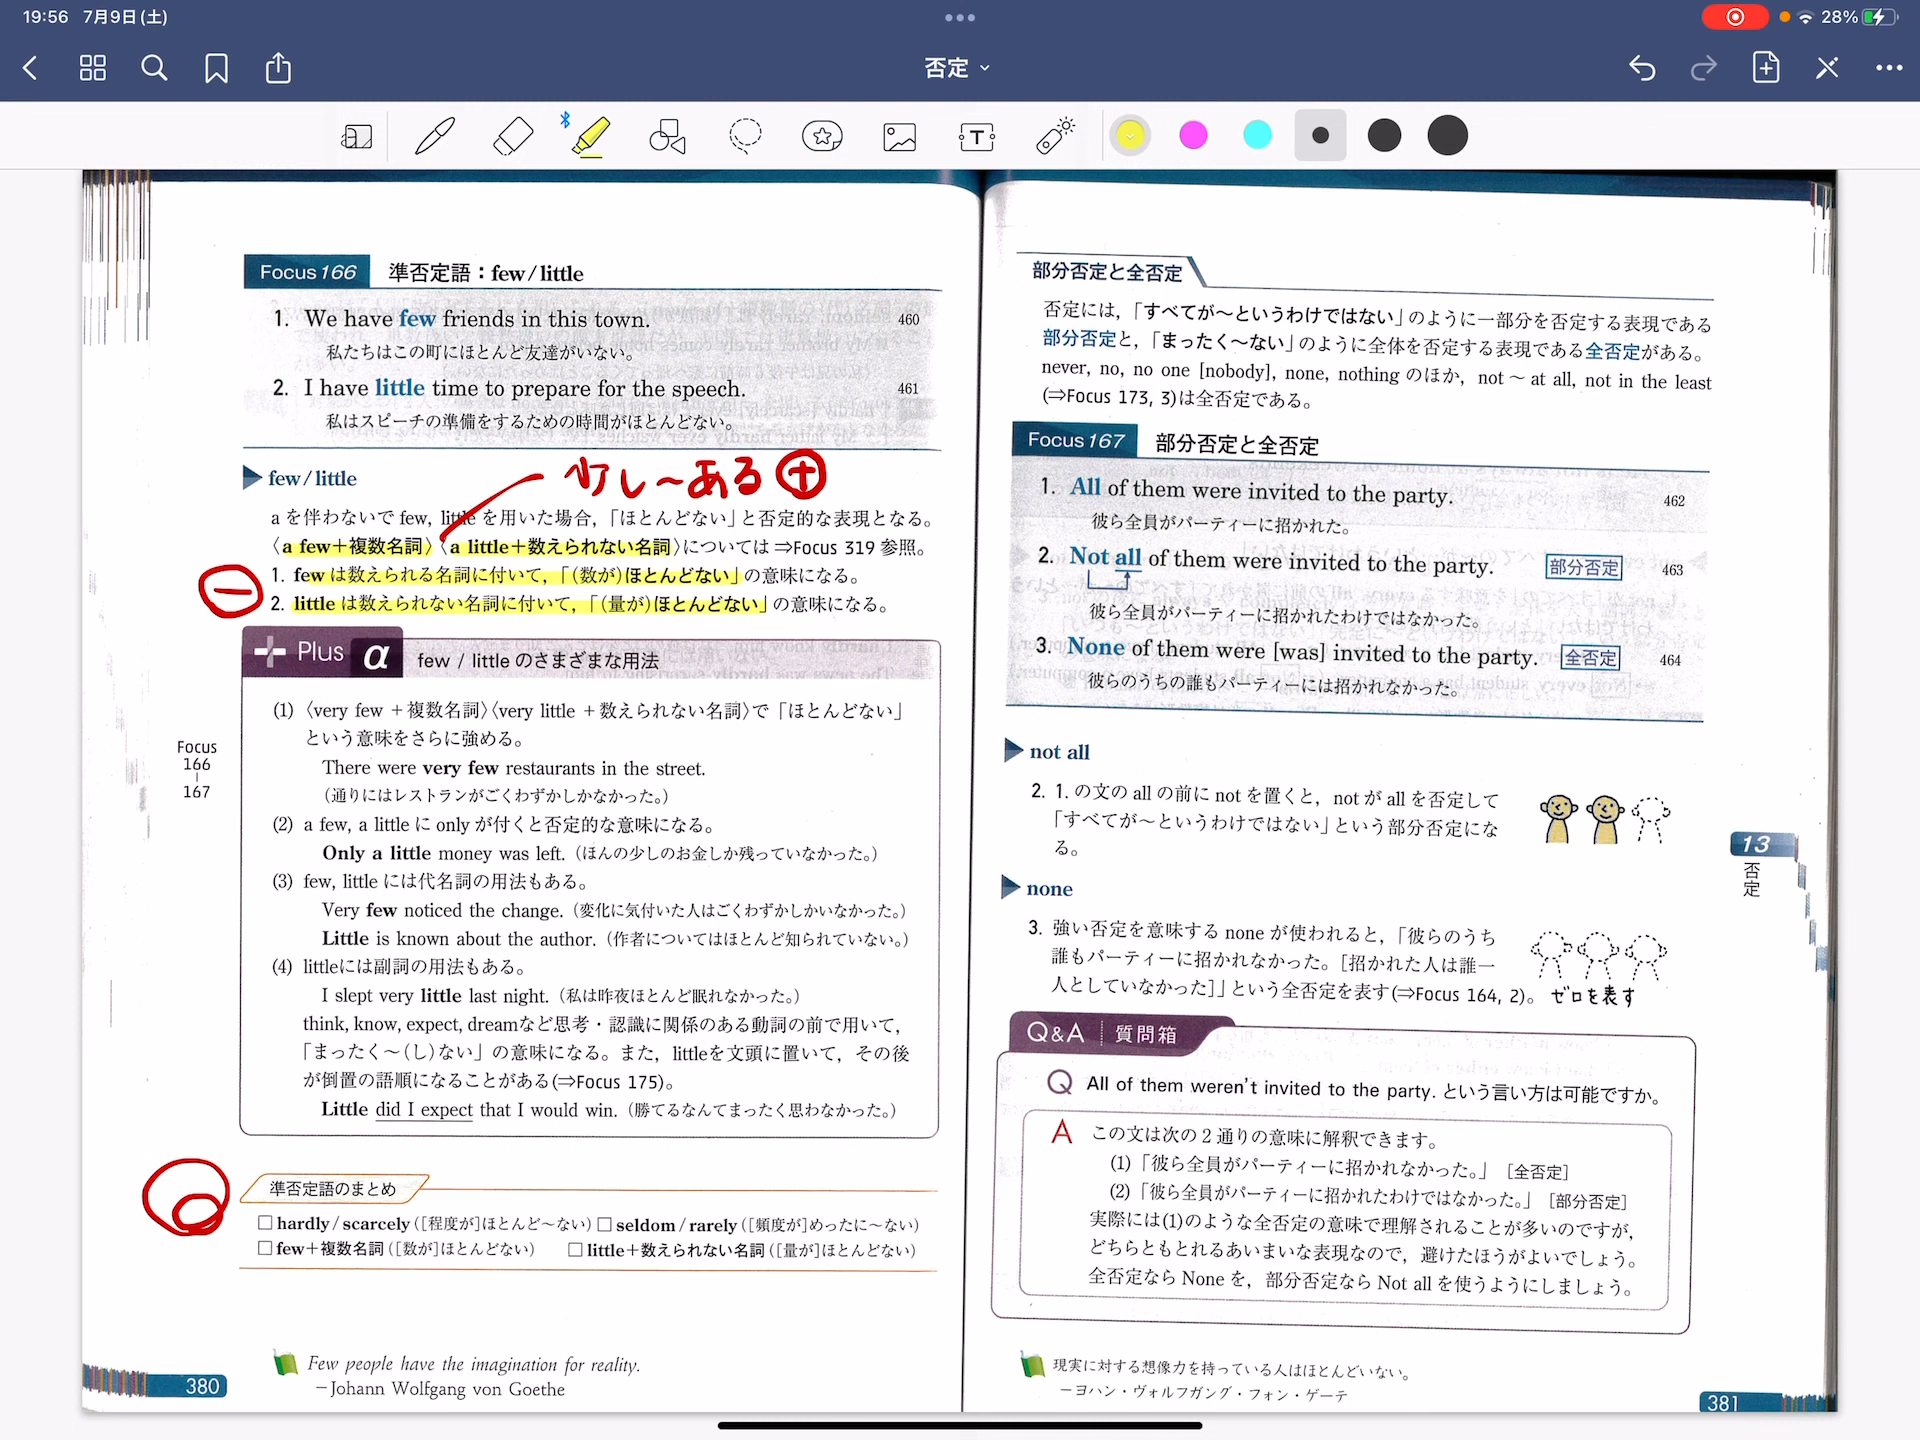 19:56 7月9日(土)
28%
否定
Focus 166 準否定語：few/little
1. We have few friends in this town. 460
私たちはこの町にほとんど友達がいない。
2. I have little time to prepare for the speech. 461
私はスピーチの準備をするための時間がほとんどない。
少し〜ある ⊕
few/little
aを伴わないで few, little を用いた場合，「ほとんどない」と否定的な表現となる。
〈a few＋複数名詞〉〈a little＋数えられない名詞〉については⇒Focus 319 参照。
1. few は数えられる名詞に付いて，「(数が)ほとんどない」の意味になる。
2. little は数えられない名詞に付いて，「(量が)ほとんどない」の意味になる。
Plus α few / little のさまざまな用法
(1) 〈very few＋複数名詞〉〈very little＋数えられない名詞〉で「ほとんどない」
という意味をさらに強める。
There were very few restaurants in the street.
（通りにはレストランがごくわずかしかなかった。）
(2) a few, a little に only が付くと否定的な意味になる。
Only a little money was left.（ほんの少しのお金しか残っていなかった。）
(3) few, little には代名詞の用法もある。
Very few noticed the change.（変化に気付いた人はごくわずかしかいなかった。）
Little is known about the author.（作者についてはほとんど知られていない。）
(4) littleには副詞の用法もある。
I slept very little last night.（私は昨夜ほとんど眠れなかった。）
think, know, expect, dreamなど思考・認識に関係のある動詞の前で用いて，
「まったく〜(し)ない」の意味になる。また，littleを文頭に置いて，その後
が倒置の語順になることがある(⇒Focus 175)。
Little did I expect that I would win.（勝てるなんてまったく思わなかった。）
Focus
166
|
167
準否定語のまとめ
□ hardly/scarcely（[程度が]ほとんど〜ない） □ seldom/rarely（[頻度が]めったに〜ない）
□ few＋複数名詞（[数が]ほとんどない） □ little＋数えられない名詞（[量が]ほとんどない）
Few people have the imagination for reality.
−Johann Wolfgang von Goethe
380
部分否定と全否定
否定には，「すべてが〜というわけではない」のように一部分を否定する表現である
部分否定と，「まったく〜ない」のように全体を否定する表現である全否定がある。
never, no, no one [nobody], none, nothing のほか，not 〜 at all, not in the least
(⇒Focus 173, 3)は全否定である。
Focus 167 部分否定と全否定
1. All of them were invited to the party. 462
彼ら全員がパーティーに招かれた。
2. Not all of them were invited to the party. 部分否定 463
彼ら全員がパーティーに招かれたわけではなかった。
3. None of them were [was] invited to the party. 全否定 464
彼らのうちの誰もパーティーには招かれなかった。
not all
2. 1.の文の all の前に not を置くと，not が all を否定して
「すべてが〜というわけではない」という部分否定にな
る。
none
3. 強い否定を意味する none が使われると，「彼らのうち
誰もパーティーに招かれなかった。[招かれた人は誰一
人としていなかった]」という全否定を表す(⇒Focus 164, 2)。 ゼロを表す
13
否定
Q&A 質問箱
Q All of them weren't invited to the party. という言い方は可能ですか。
A この文は次の２通りの意味に解釈できます。
(1)「彼ら全員がパーティーに招かれなかった。」 [全否定]
(2)「彼ら全員がパーティーに招かれたわけではなかった。」 [部分否定]
実際には(1)のような全否定の意味で理解されることが多いのですが，
どちらともとれるあいまいな表現なので，避けたほうがよいでしょう。
全否定なら None を，部分否定なら Not all を使うようにしましょう。
現実に対する想像力を持っている人はほとんどいない。
−ヨハン・ヴォルフガング・フォン・ゲーテ
381